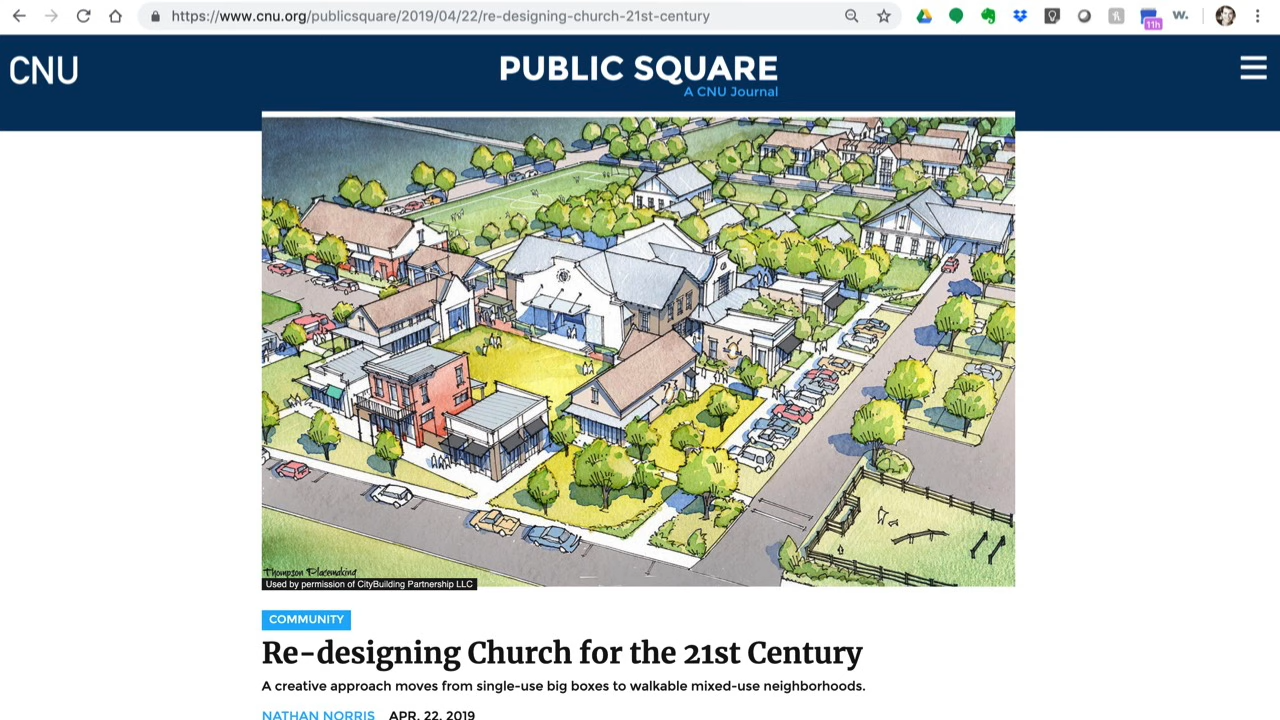 https://www.cnu.org/publicsquare/2019/04/22/re-designing-church-21st-century
11h
W.
CNU
PUBLIC SQUARE
A CNU Journal
Thompson Placemaking
Used by permission of CityBuilding Partnership LLC
COMMUNITY
Re-designing Church for the 21st Century
A creative approach moves from single-use big boxes to walkable mixed-use neighborhoods.
NATHAN NORRIS APR. 22, 2019